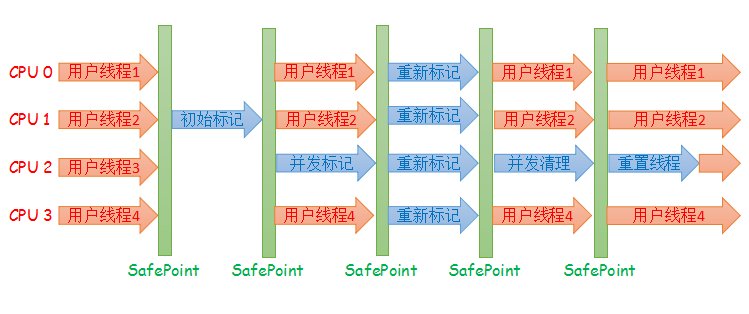 CPU 0 用户线程1 用户线程1 重新标记 用户线程1 用户线程1
CPU 1 用户线程2 初始标记 用户线程2 重新标记 用户线程2 用户线程2
CPU 2 用户线程3 并发标记 重新标记 并发清理 重置线程
CPU 3 用户线程4 用户线程4 重新标记 用户线程4 用户线程4
SafePoint SafePoint SafePoint SafePoint SafePoint